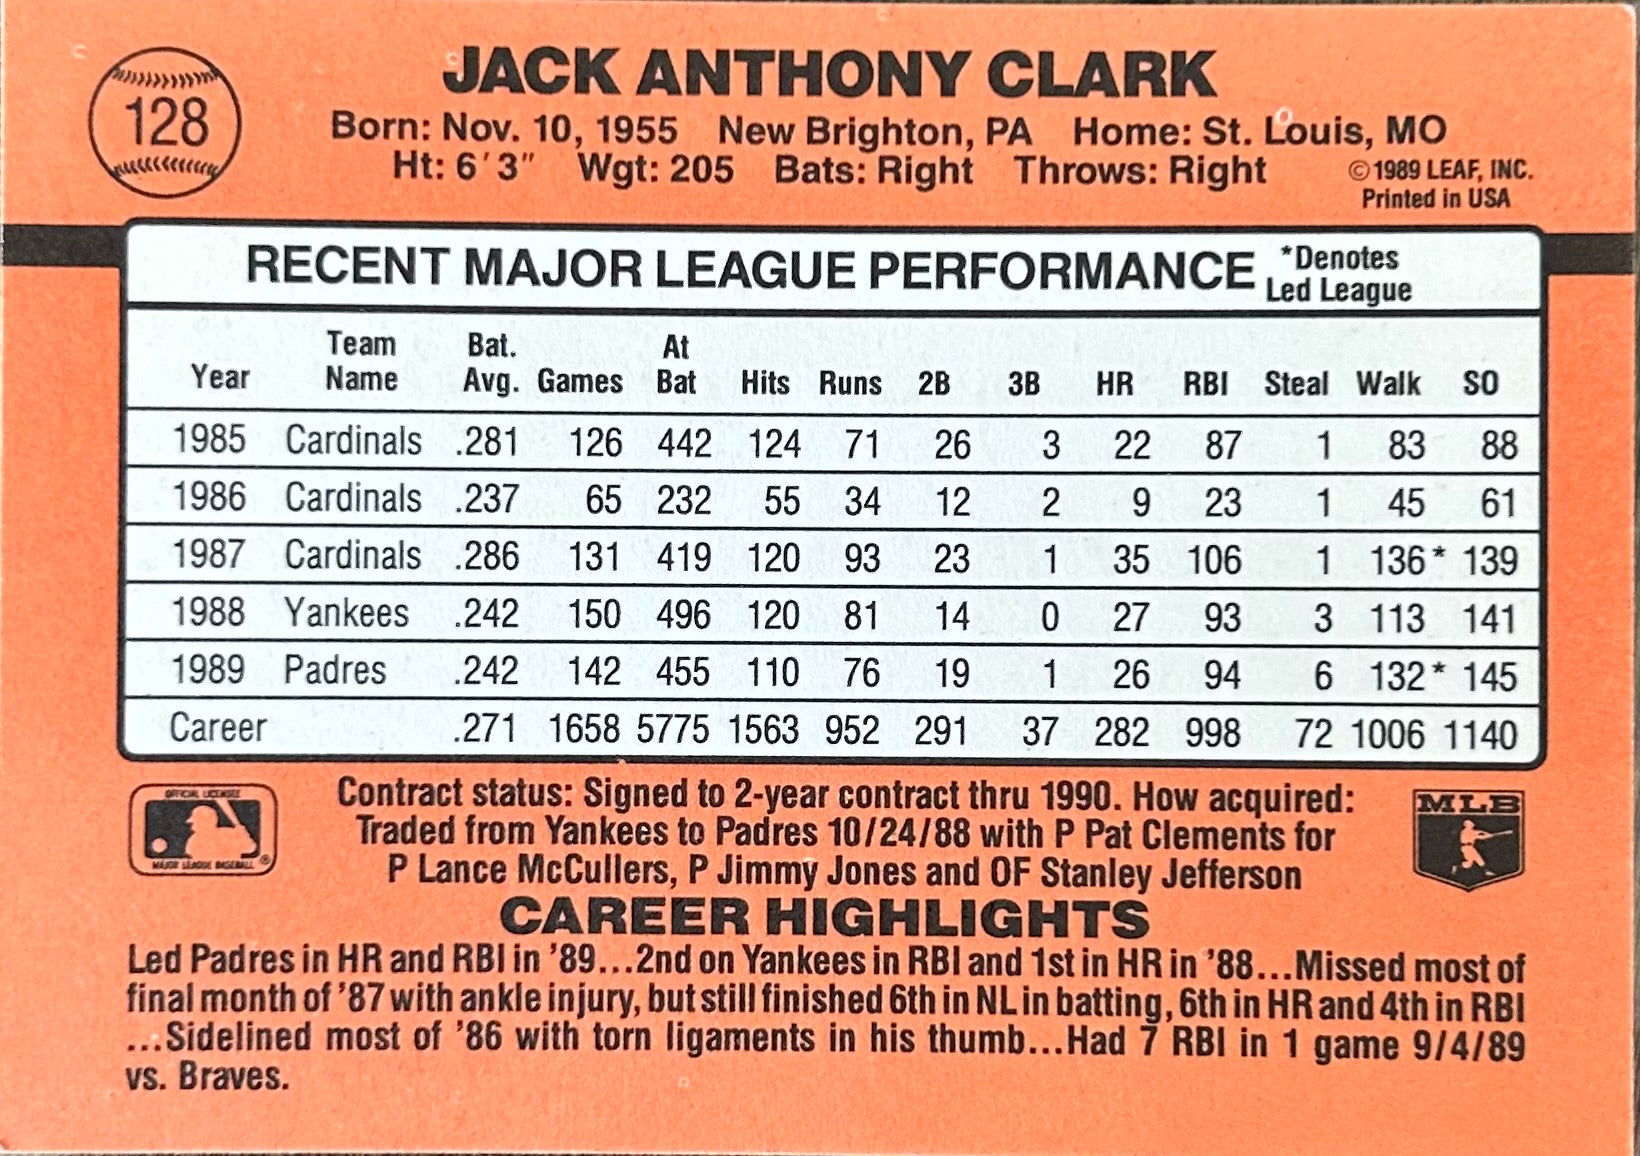 128
JACK ANTHONY CLARK
Born: Nov. 10, 1955 New Brighton, PA Home: St. Louis, MO
Ht: 6'3" Wgt: 205 Bats: Right Throws: Right
©1989 LEAF, INC.
Printed in USA
RECENT MAJOR LEAGUE PERFORMANCE *Denotes
Led League
Year Team Name Bat. Avg. Games At Bat Hits Runs 2B 3B HR RBI Steal Walk SO
1985 Cardinals .281 126 442 124 71 26 3 22 87 1 83 88
1986 Cardinals .237 65 232 55 34 12 2 9 23 1 45 61
1987 Cardinals .286 131 419 120 93 23 1 35 106 1 136* 139
1988 Yankees .242 150 496 120 81 14 0 27 93 3 113 141
1989 Padres .242 142 455 110 76 19 1 26 94 6 132* 145
Career .271 1658 5775 1563 952 291 37 282 998 72 1006 1140
OFFICIAL LICENSEE
MAJOR LEAGUE BASEBALL ®
Contract status: Signed to 2-year contract thru 1990. How acquired:
Traded from Yankees to Padres 10/24/88 with P Pat Clements for
P Lance McCullers, P Jimmy Jones and OF Stanley Jefferson
MLB
CAREER HIGHLIGHTS
Led Padres in HR and RBI in '89...2nd on Yankees in RBI and 1st in HR in '88...Missed most of
final month of '87 with ankle injury, but still finished 6th in NL in batting, 6th in HR and 4th in RBI
...Sidelined most of '86 with torn ligaments in his thumb...Had 7 RBI in 1 game 9/4/89
vs. Braves.